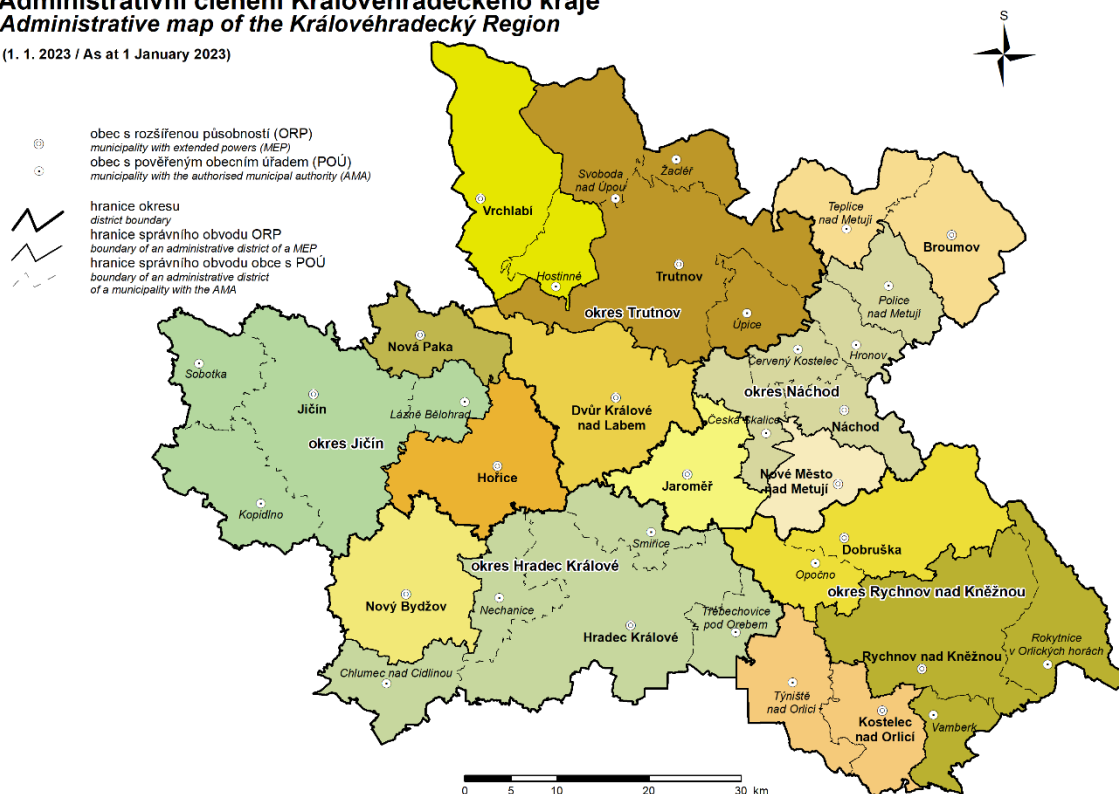 Administrativní členění Královéhradeckého kraje
Administrative map of the Královéhradecký Region
(1. 1. 2023 / As at 1 January 2023)
S
obec s rozšířenou působností (ORP)
municipality with extended powers (MEP)
obec s pověřeným obecním úřadem (POÚ)
municipality with the authorised municipal authority (AMA)
hranice okresu
district boundary
hranice správního obvodu ORP
boundary of an administrative district of a MEP
hranice správního obvodu obce s POÚ
boundary of an administrative district
of a municipality with the AMA
Žacléř
Svoboda
nad Úpou
Vrchlabí
Teplice
nad Metují
Broumov
Trutnov
Hostinné
Police
nad Metují
okres Trutnov
Úpice
Nová Paka
Hronov
Červený Kostelec
Sobotka
okres Náchod
Jičín
Lázně Bělohrad
Dvůr Králové
nad Labem
Česká Skalice
Náchod
okres Jičín
Hořice
Jaroměř
Nové Město
nad Metují
Kopidlno
Smiřice
Dobruška
okres Hradec Králové
Opočno
okres Rychnov nad Kněžnou
Nový Bydžov
Nechanice
Hradec Králové
Třebechovice
pod Orebem
Rokytnice
v Orlických horách
Rychnov nad Kněžnou
Chlumec nad Cidlinou
Týniště
nad Orlicí
Kostelec
nad Orlicí
Vamberk
0 5 10 20 30 km